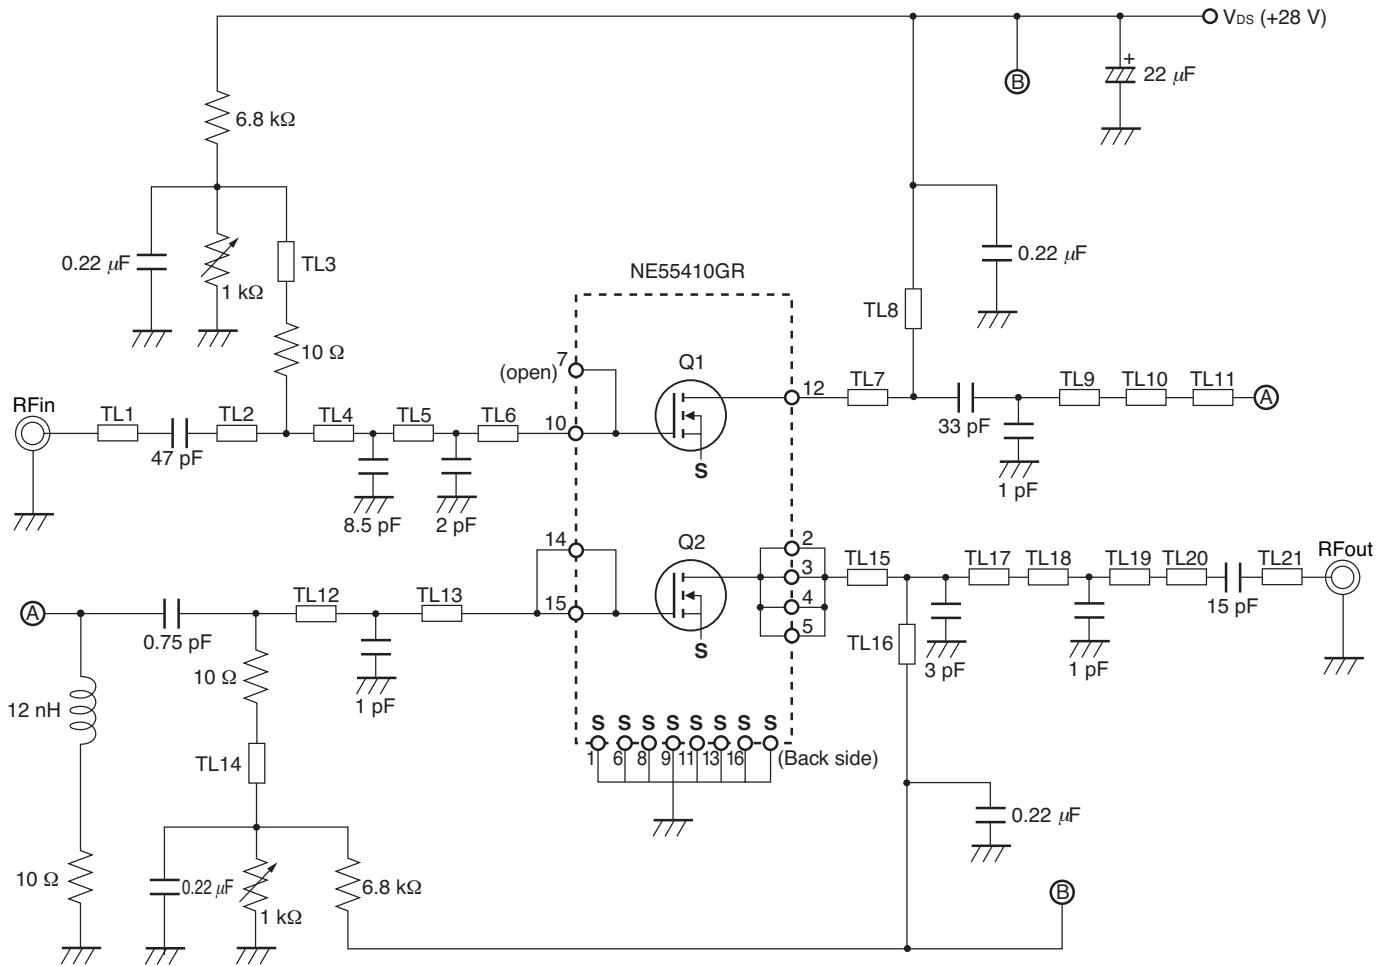 VDS (+28 V)
B
+
22 μF
6.8 kΩ
0.22 μF
1 kΩ
TL3
10 Ω
0.22 μF
TL8
NE55410GR
7
(open)
Q1
S
12
TL7
33 pF
1 pF
TL9
TL10
TL11
A
RFin
TL1
47 pF
TL2
TL4
8.5 pF
TL5
2 pF
TL6
10
14
15
Q2
S
2
3
4
5
TL15
TL16
3 pF
TL17
TL18
1 pF
TL19
TL20
15 pF
TL21
RFout
A
0.75 pF
TL12
1 pF
TL13
12 nH
10 Ω
TL14
10 Ω
0.22 μF
1 kΩ
6.8 kΩ
S S S S S S S S
1 6 8 9 11 13 16 (Back side)
0.22 μF
B